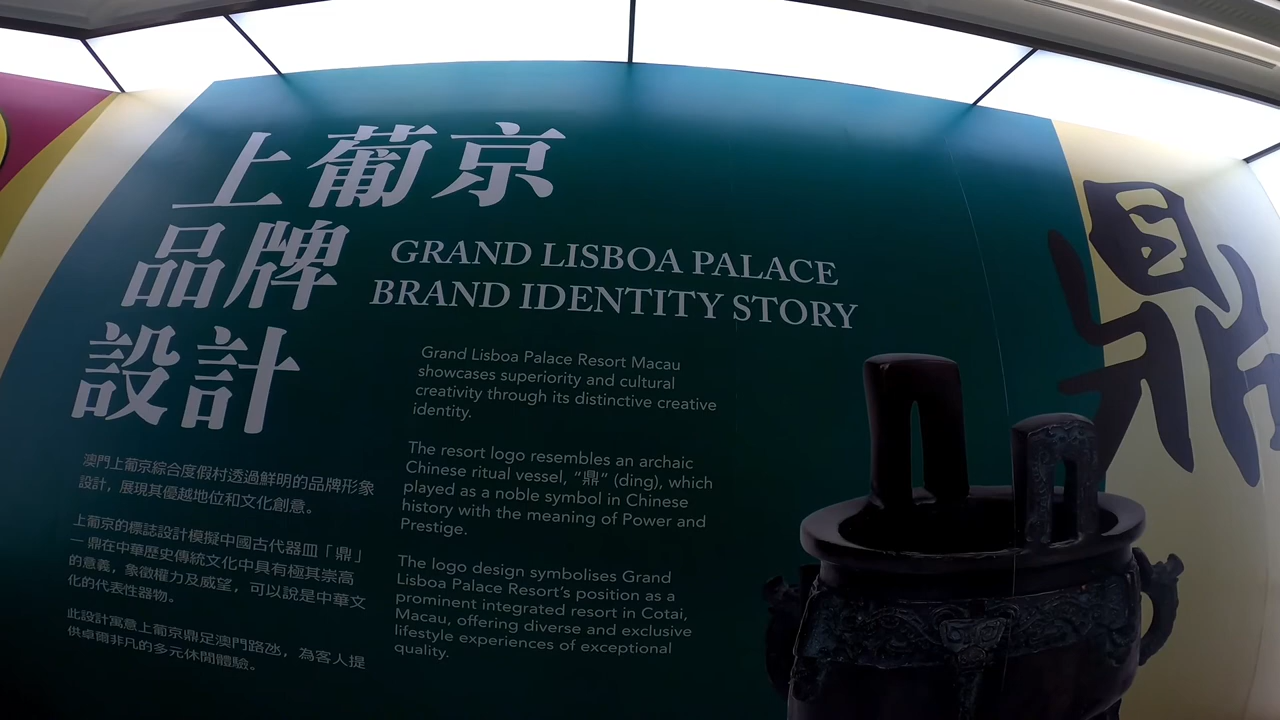 上葡京
品牌
設計
GRAND LISBOA PALACE
BRAND IDENTITY STORY
Grand Lisboa Palace Resort Macau
showcases superiority and cultural
creativity through its distinctive creative
identity.
The resort logo resembles an archaic
Chinese ritual vessel, “鼎” (ding), which
played as a noble symbol in Chinese
history with the meaning of Power and
Prestige.
The logo design symbolises Grand
Lisboa Palace Resort’s position as a
prominent integrated resort in Cotai,
Macau, offering diverse and exclusive
lifestyle experiences of exceptional
quality.
澳門上葡京綜合度假村透過鮮明的品牌形象
設計，展現其優越地位和文化創意。
上葡京的標誌設計模擬中國古代器皿「鼎」
一 鼎在中華歷史傳統文化中具有極其崇高
的意義，象徵權力及威望，可以說是中華文
化的代表性器物。
此設計寓意上葡京鼎足澳門路氹，為客人提
供卓爾非凡的多元休閒體驗。
鼎